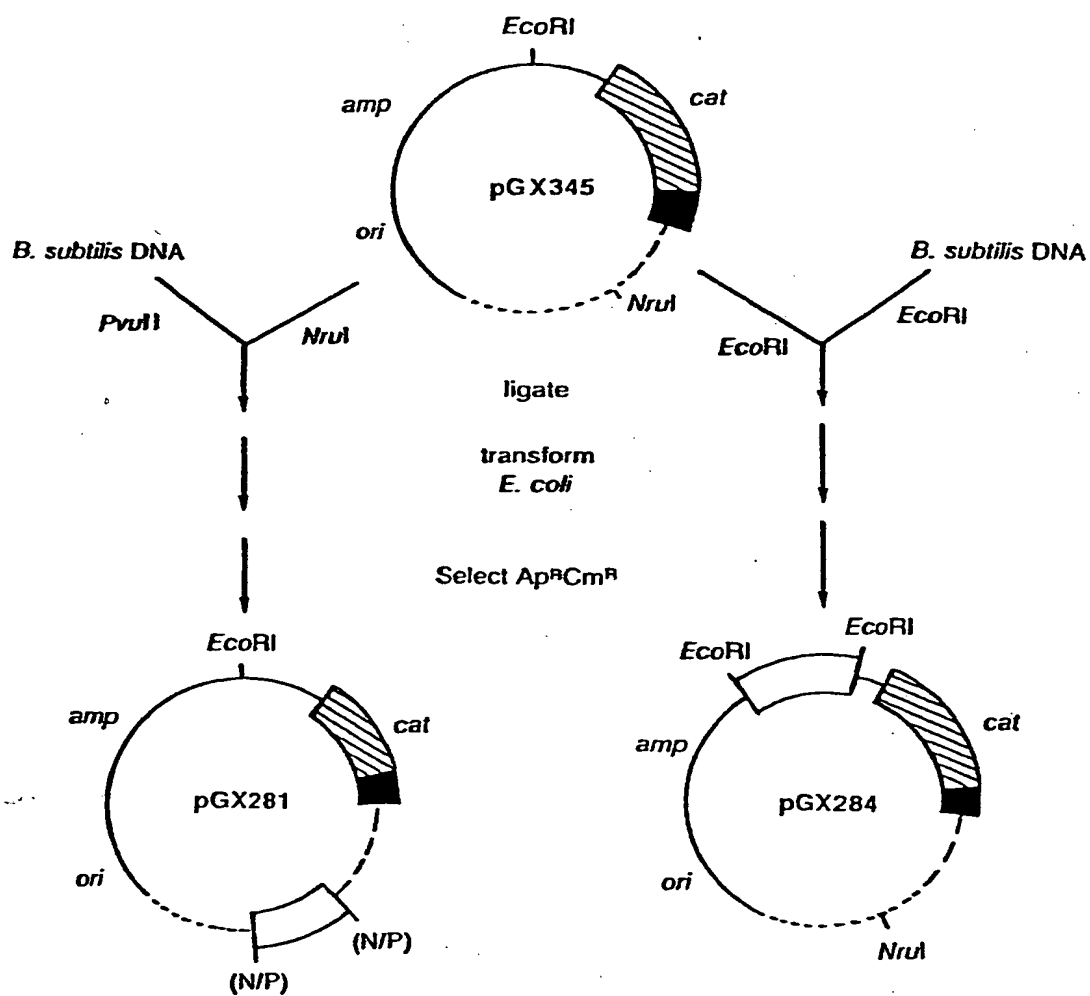 EcoRI
amp
cat
pGX345
ori
B. subtilis DNA
B. subtilis DNA
PvuII
NruI
NruI
EcoRI
EcoRI
ligate
transform
E. coli
Select ApᴿCmᴿ
EcoRI
amp
cat
pGX281
ori
(N/P)
(N/P)
EcoRI
EcoRI
amp
cat
pGX284
ori
NruI